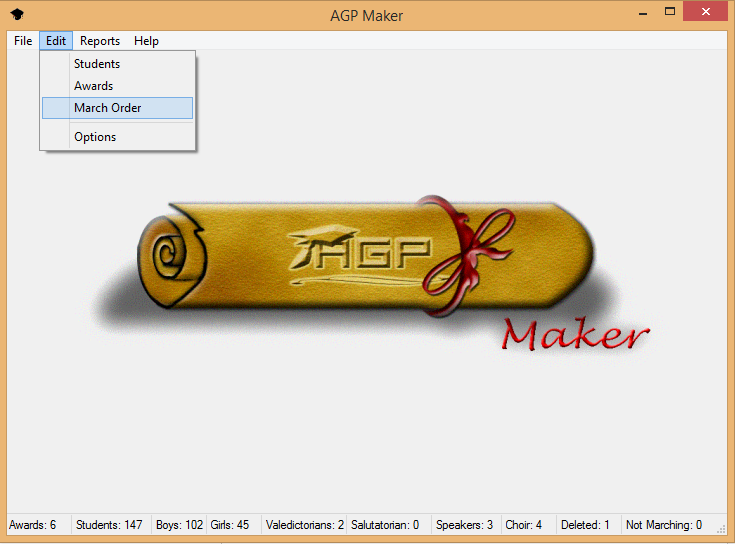 AGP Maker
File Edit Reports Help
Students
Awards
March Order
Options
AGP
Maker
Awards: 6 Students: 147 Boys: 102 Girls: 45 Valedictorians: 2 Salutatorian: 0 Speakers: 3 Choir: 4 Deleted: 1 Not Marching: 0